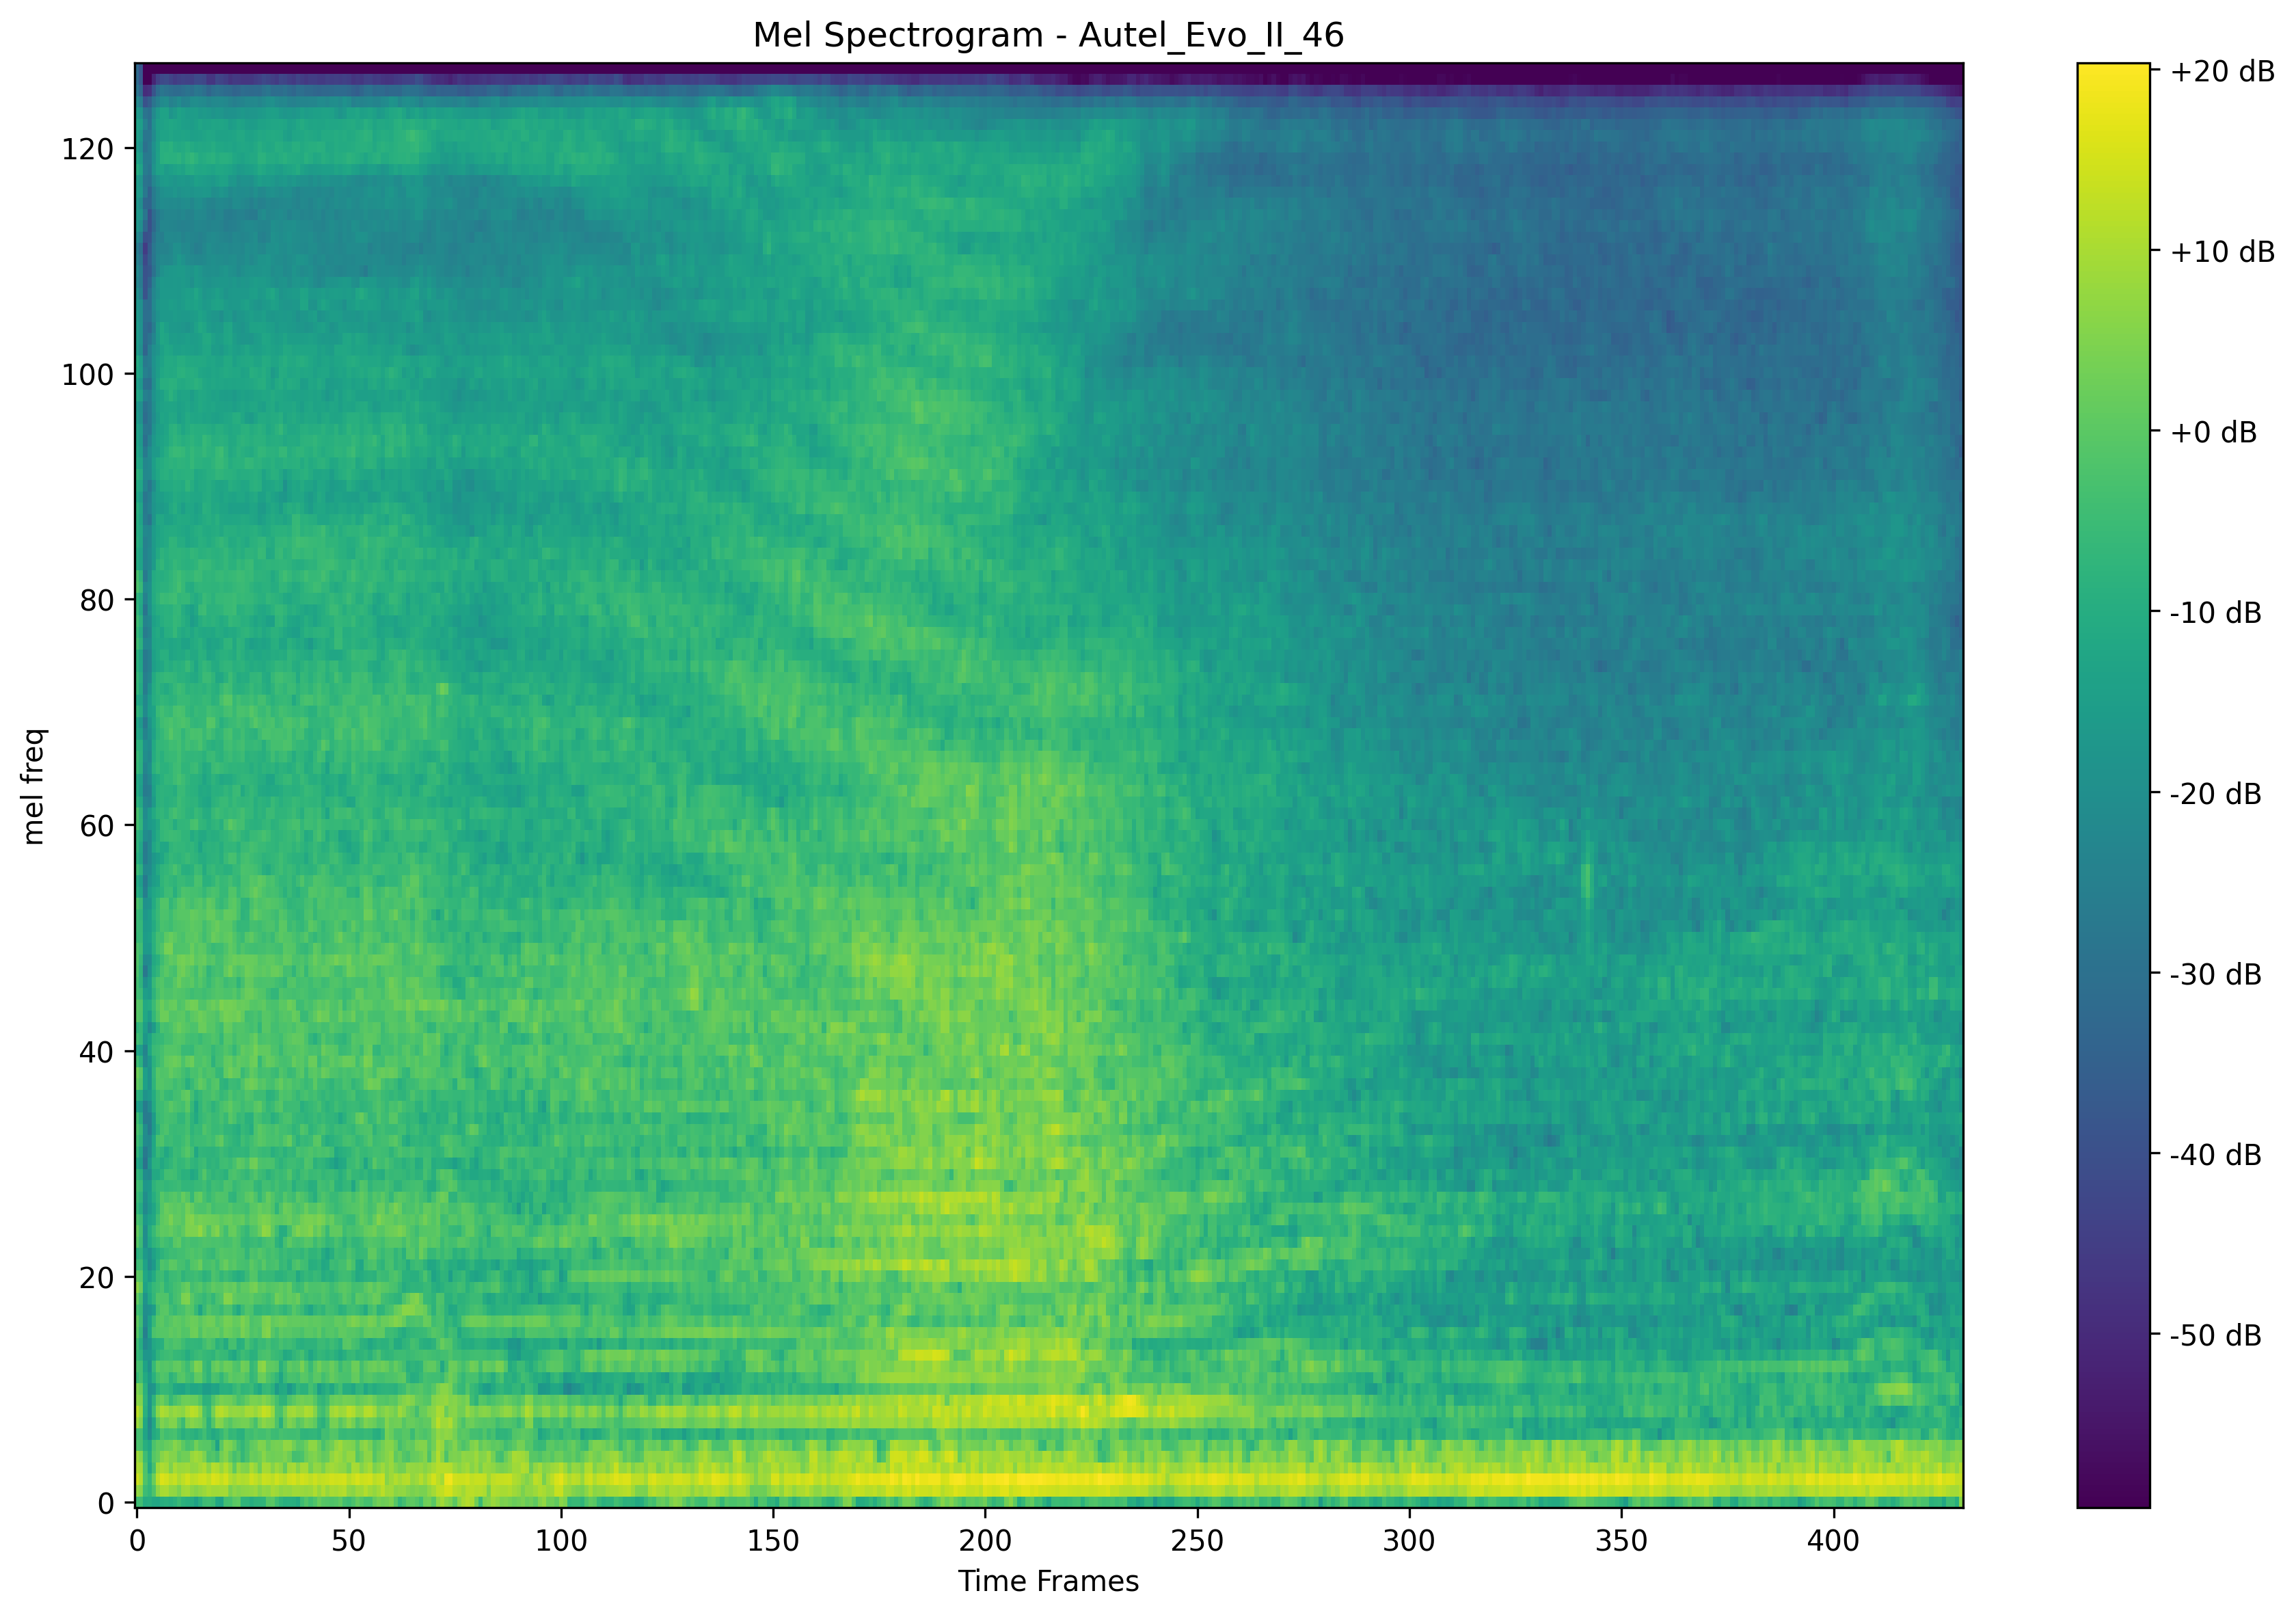 Mel Spectrogram - Autel_Evo_II_46
mel freq
120
100
80
60
40
20
0
0 50 100 150 200 250 300 350 400
Time Frames
+20 dB
+10 dB
+0 dB
-10 dB
-20 dB
-30 dB
-40 dB
-50 dB